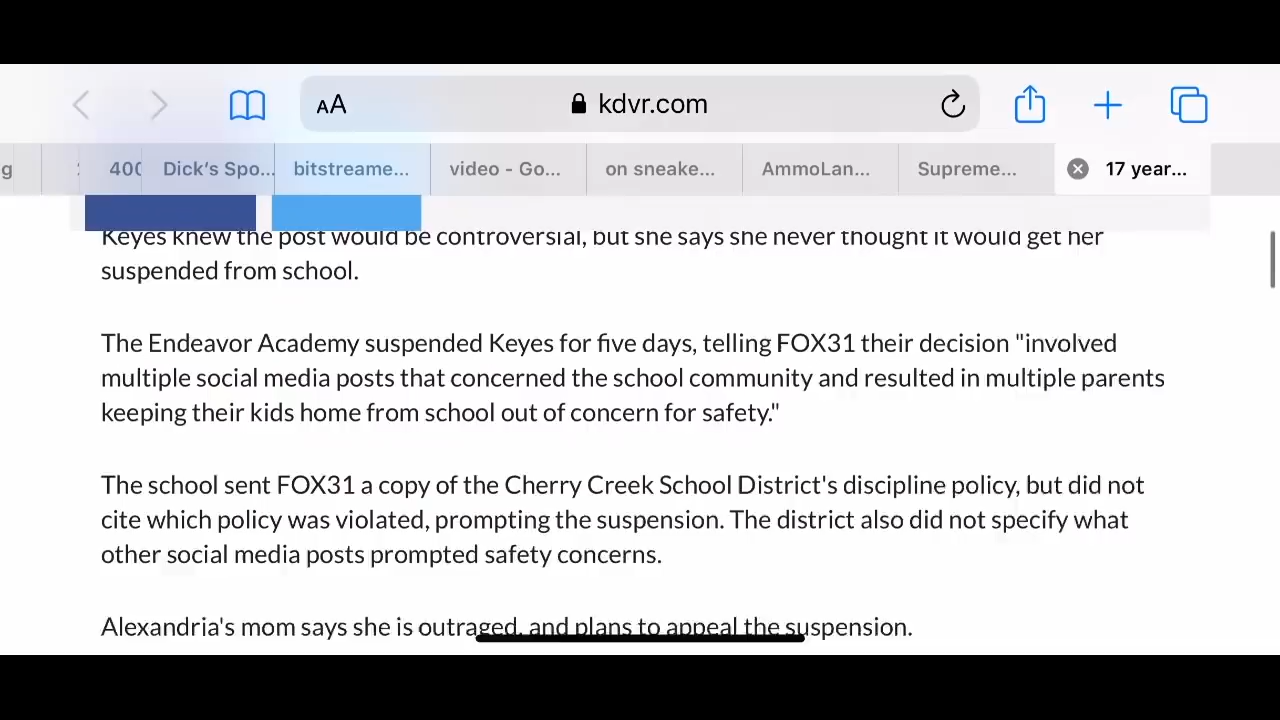 AA
kdvr.com
g
400
Dick's Spo...
bitstreame...
video - Go...
on sneake...
AmmoLan...
Supreme...
17 year...
Keyes knew the post would be controversial, but she says she never thought it would get her
suspended from school.
The Endeavor Academy suspended Keyes for five days, telling FOX31 their decision "involved
multiple social media posts that concerned the school community and resulted in multiple parents
keeping their kids home from school out of concern for safety."
The school sent FOX31 a copy of the Cherry Creek School District's discipline policy, but did not
cite which policy was violated, prompting the suspension. The district also did not specify what
other social media posts prompted safety concerns.
Alexandria's mom says she is outraged, and plans to appeal the suspension.